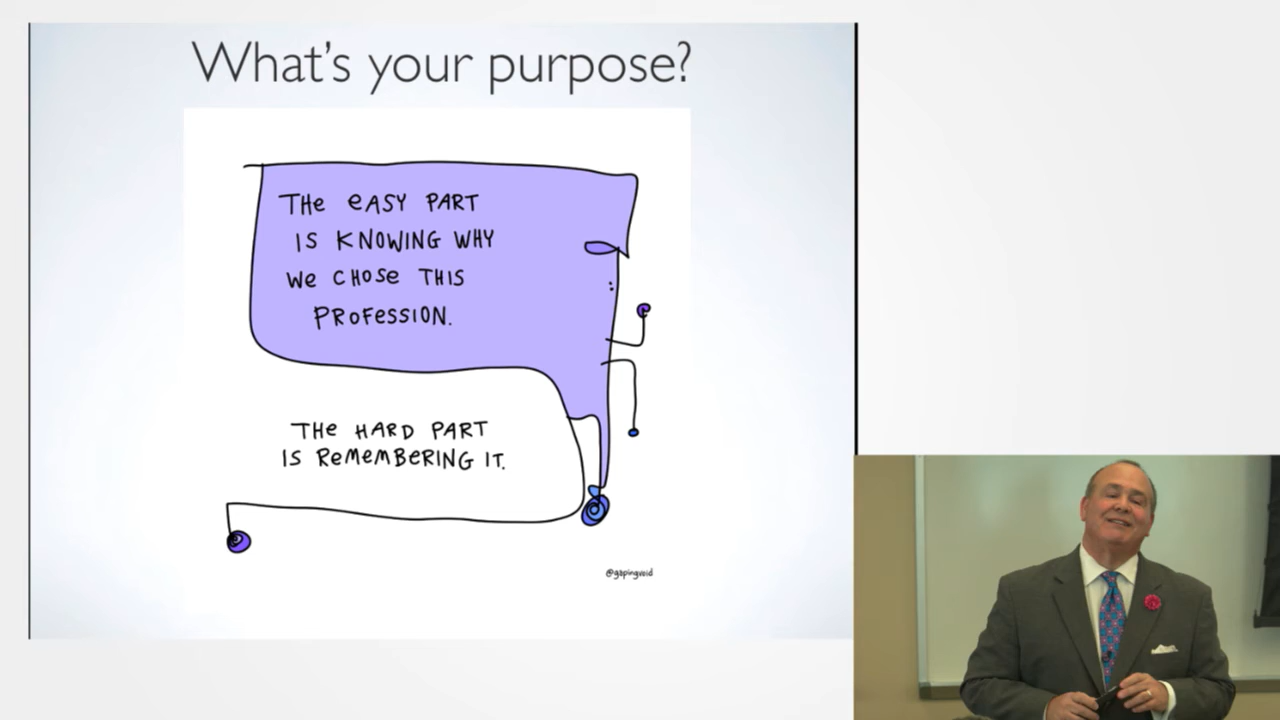 What's your purpose?
THE EASY PART
IS KNOWING WHY
WE CHOSE THIS
PROFESSION.
THE HARD PART
IS REMEMBERING IT.
@gapingvoid